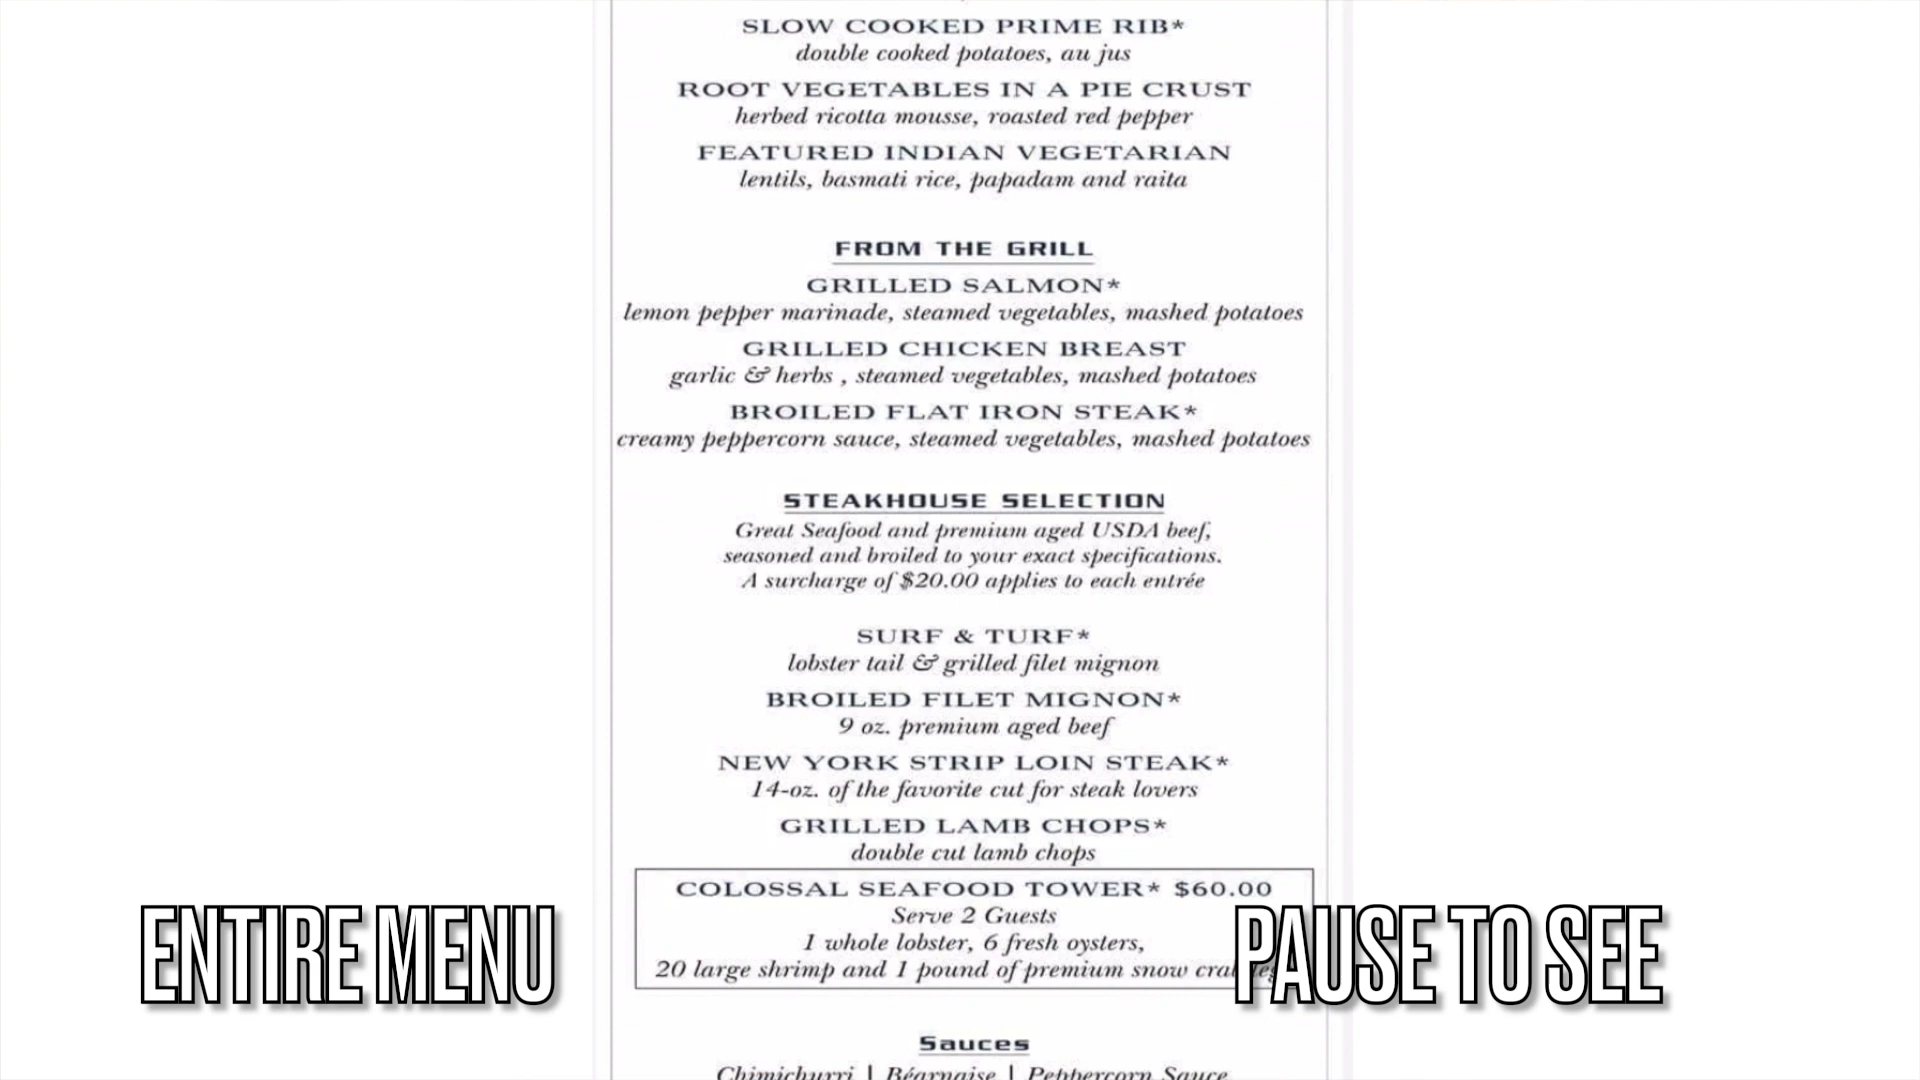 SLOW COOKED PRIME RIB*
double cooked potatoes, au jus
ROOT VEGETABLES IN A PIE CRUST
herbed ricotta mousse, roasted red pepper
FEATURED INDIAN VEGETARIAN
lentils, basmati rice, papadam and raita
FROM THE GRILL
GRILLED SALMON*
lemon pepper marinade, steamed vegetables, mashed potatoes
GRILLED CHICKEN BREAST
garlic & herbs , steamed vegetables, mashed potatoes
BROILED FLAT IRON STEAK*
creamy peppercorn sauce, steamed vegetables, mashed potatoes
STEAKHOUSE SELECTION
Great Seafood and premium aged USDA beef,
seasoned and broiled to your exact specifications.
A surcharge of $20.00 applies to each entrée
SURF & TURF*
lobster tail & grilled filet mignon
BROILED FILET MIGNON*
9 oz. premium aged beef
NEW YORK STRIP LOIN STEAK*
14-oz. of the favorite cut for steak lovers
GRILLED LAMB CHOPS*
double cut lamb chops
COLOSSAL SEAFOOD TOWER* $60.00
Serve 2 Guests
1 whole lobster, 6 fresh oysters,
20 large shrimp and 1 pound of premium snow
ENTIRE MENU
PAUSE TO SEE
Sauces
Chimichurri | Béarnaise | Peppercorn Sauce